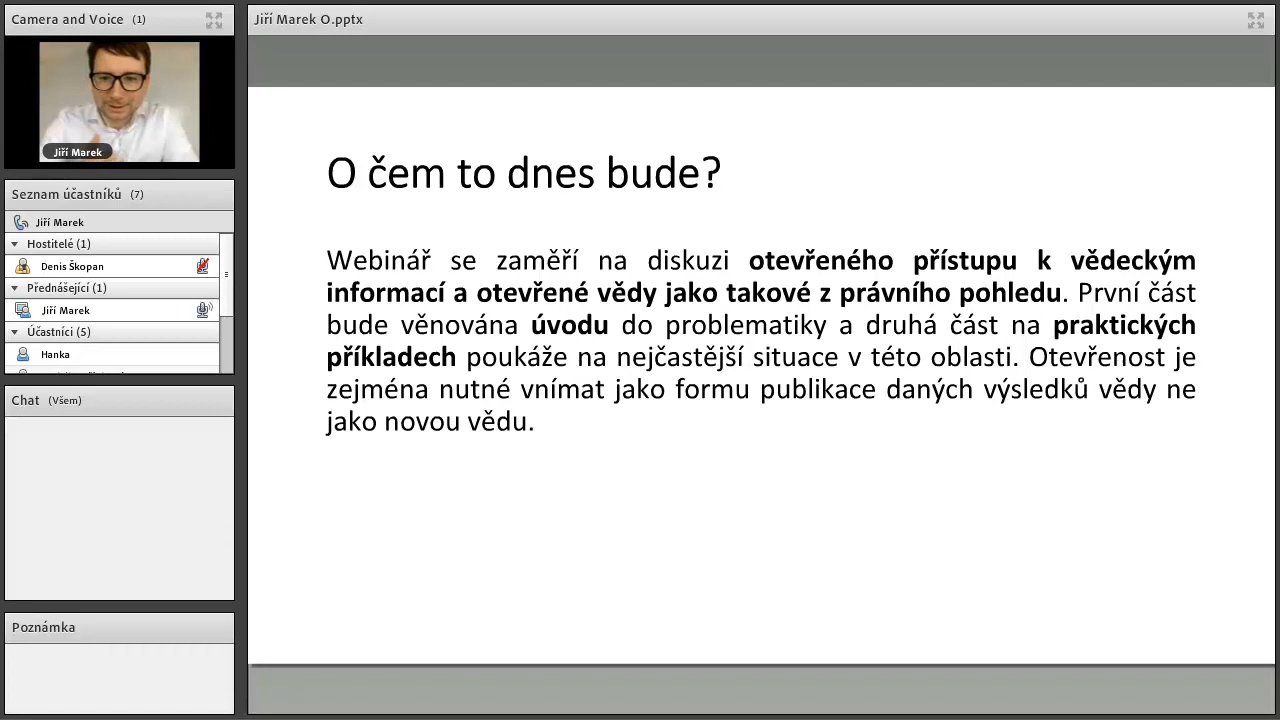 Camera and Voice (1)
Jiří Marek
Seznam účastníků (7)
Jiří Marek
Hostitelé (1)
Denis Škopan
Přednášející (1)
Jiří Marek
Účastníci (5)
Hanka
Chat (Všem)
Poznámka
Jiří Marek O.pptx
O čem to dnes bude?
Webinář se zaměří na diskuzi otevřeného přístupu k vědeckým
informací a otevřené vědy jako takové z právního pohledu. První část
bude věnována úvodu do problematiky a druhá část na praktických
příkladech poukáže na nejčastější situace v této oblasti. Otevřenost je
zejména nutné vnímat jako formu publikace daných výsledků vědy ne
jako novou vědu.